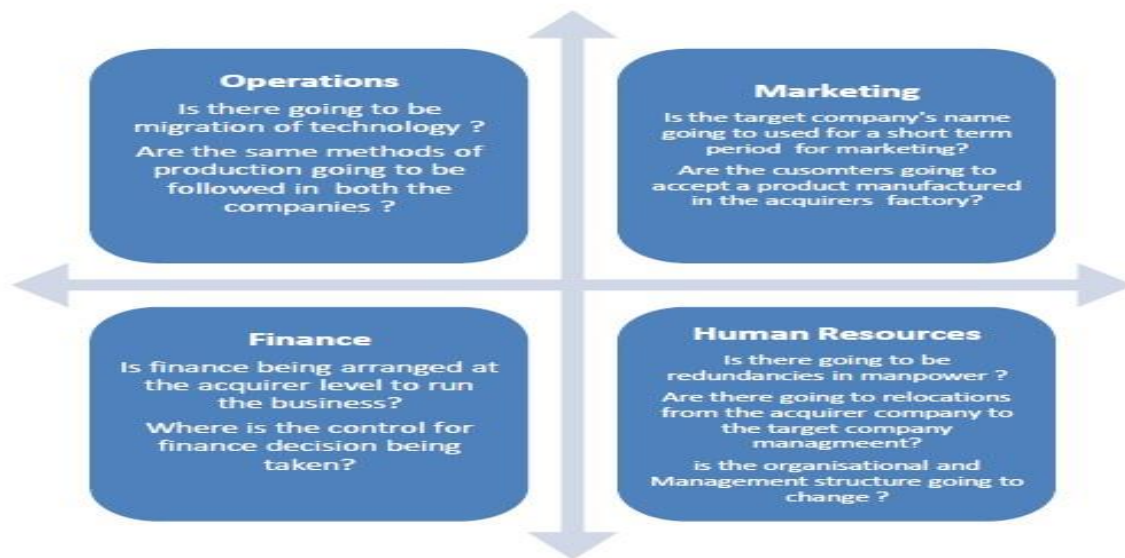 Operations
Is there going to be
migration of technology ?
Are the same methods of
production going to be
followed in both the
companies ?
Marketing
Is the target company's name
going to used for a short term
period for marketing?
Are the cusomters going to
accept a product manufactured
in the acquirers factory?
Finance
Is finance being arranged at
the acquirer level to run
the business?
Where is the control for
finance decision being
taken?
Human Resources
Is there going to be
redundancies in manpower ?
Are there going to relocations
from the acquirer company to
the target company
managmeent?
is the organisational and
Management structure going to
change ?